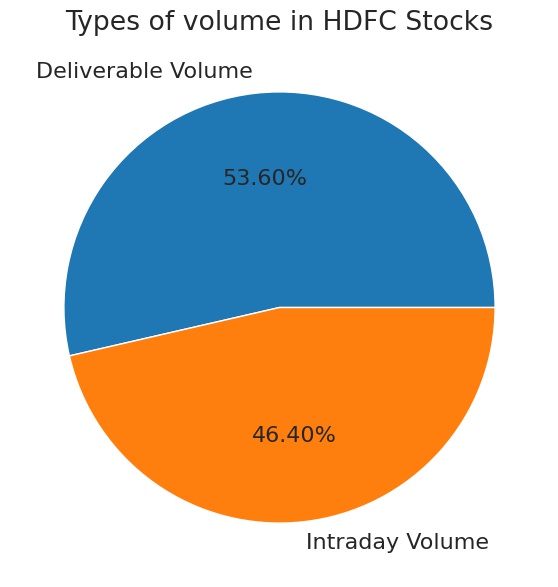 Types of volume in HDFC Stocks
Deliverable Volume
53.60%
46.40%
Intraday Volume